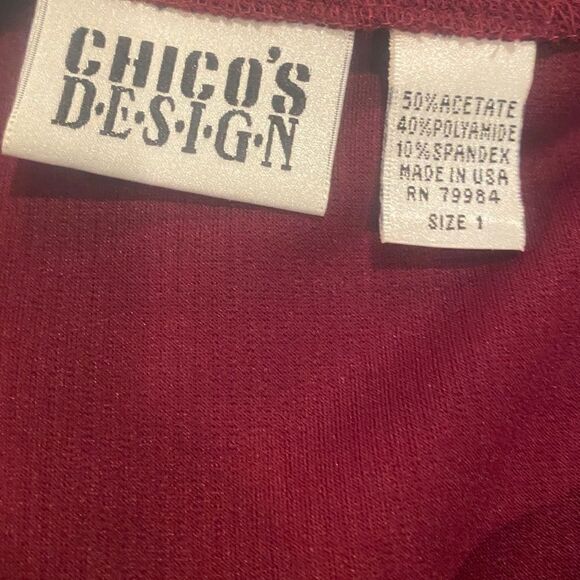 CHICO'S
D·E·S·I·G·N
50%ACETATE
40%POLYAMIDE
10%SPANDEX
MADE IN USA
RN 79984
SIZE 1